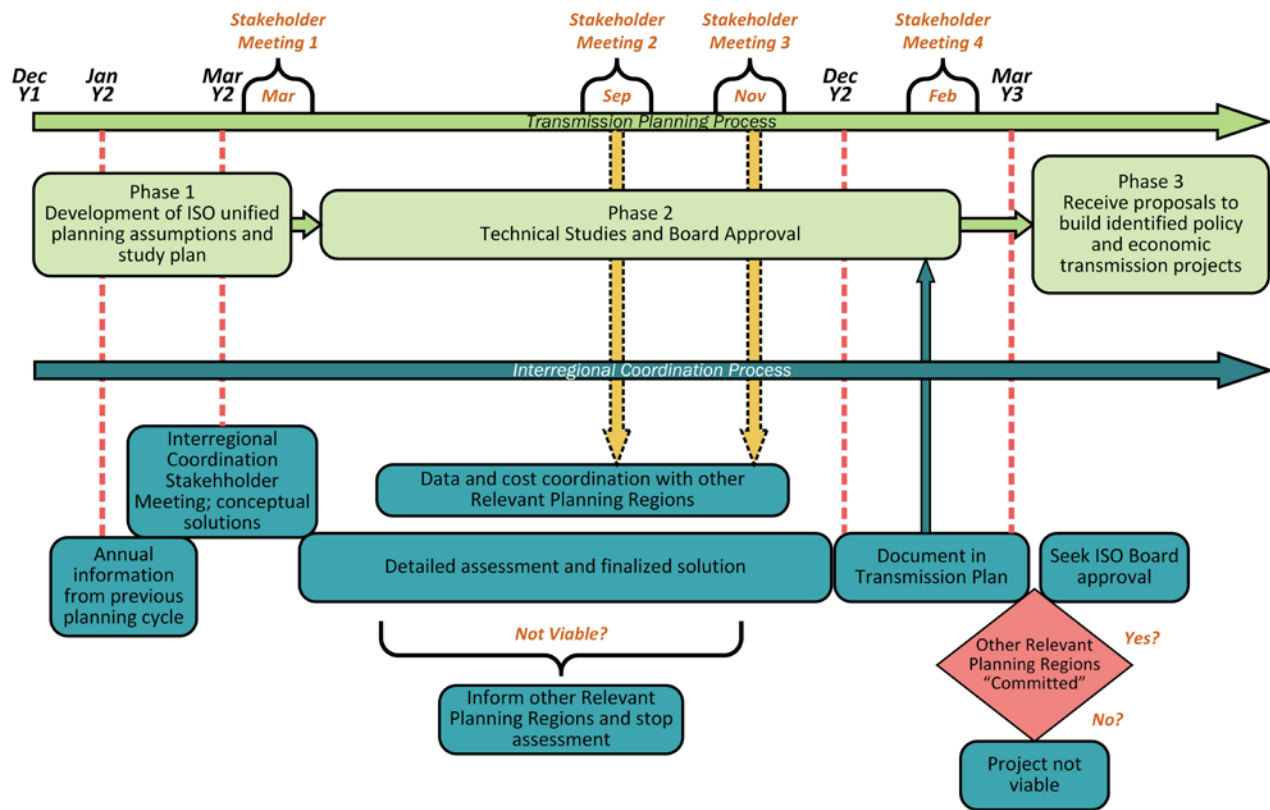 Stakeholder
Meeting 1
Stakeholder
Meeting 2
Stakeholder
Meeting 3
Stakeholder
Meeting 4
Dec
Y1
Jan
Y2
Mar
Y2
Mar
Sep
Nov
Dec
Y2
Feb
Mar
Y3
Transmission Planning Process
Phase 1
Development of ISO unified
planning assumptions and
study plan
Phase 2
Technical Studies and Board Approval
Phase 3
Receive proposals to
build identified policy
and economic
transmission projects
Interregional Coordination Process
Interregional
Coordination
Stakehholder
Meeting; conceptual
solutions
Data and cost coordination with other
Relevant Planning Regions
Annual
information
from previous
planning cycle
Detailed assessment and finalized solution
Document in
Transmission Plan
Seek ISO Board
approval
Not Viable?
Inform other Relevant
Planning Regions and stop
assessment
Other Relevant
Planning Regions
“Committed”
Yes?
No?
Project not
viable